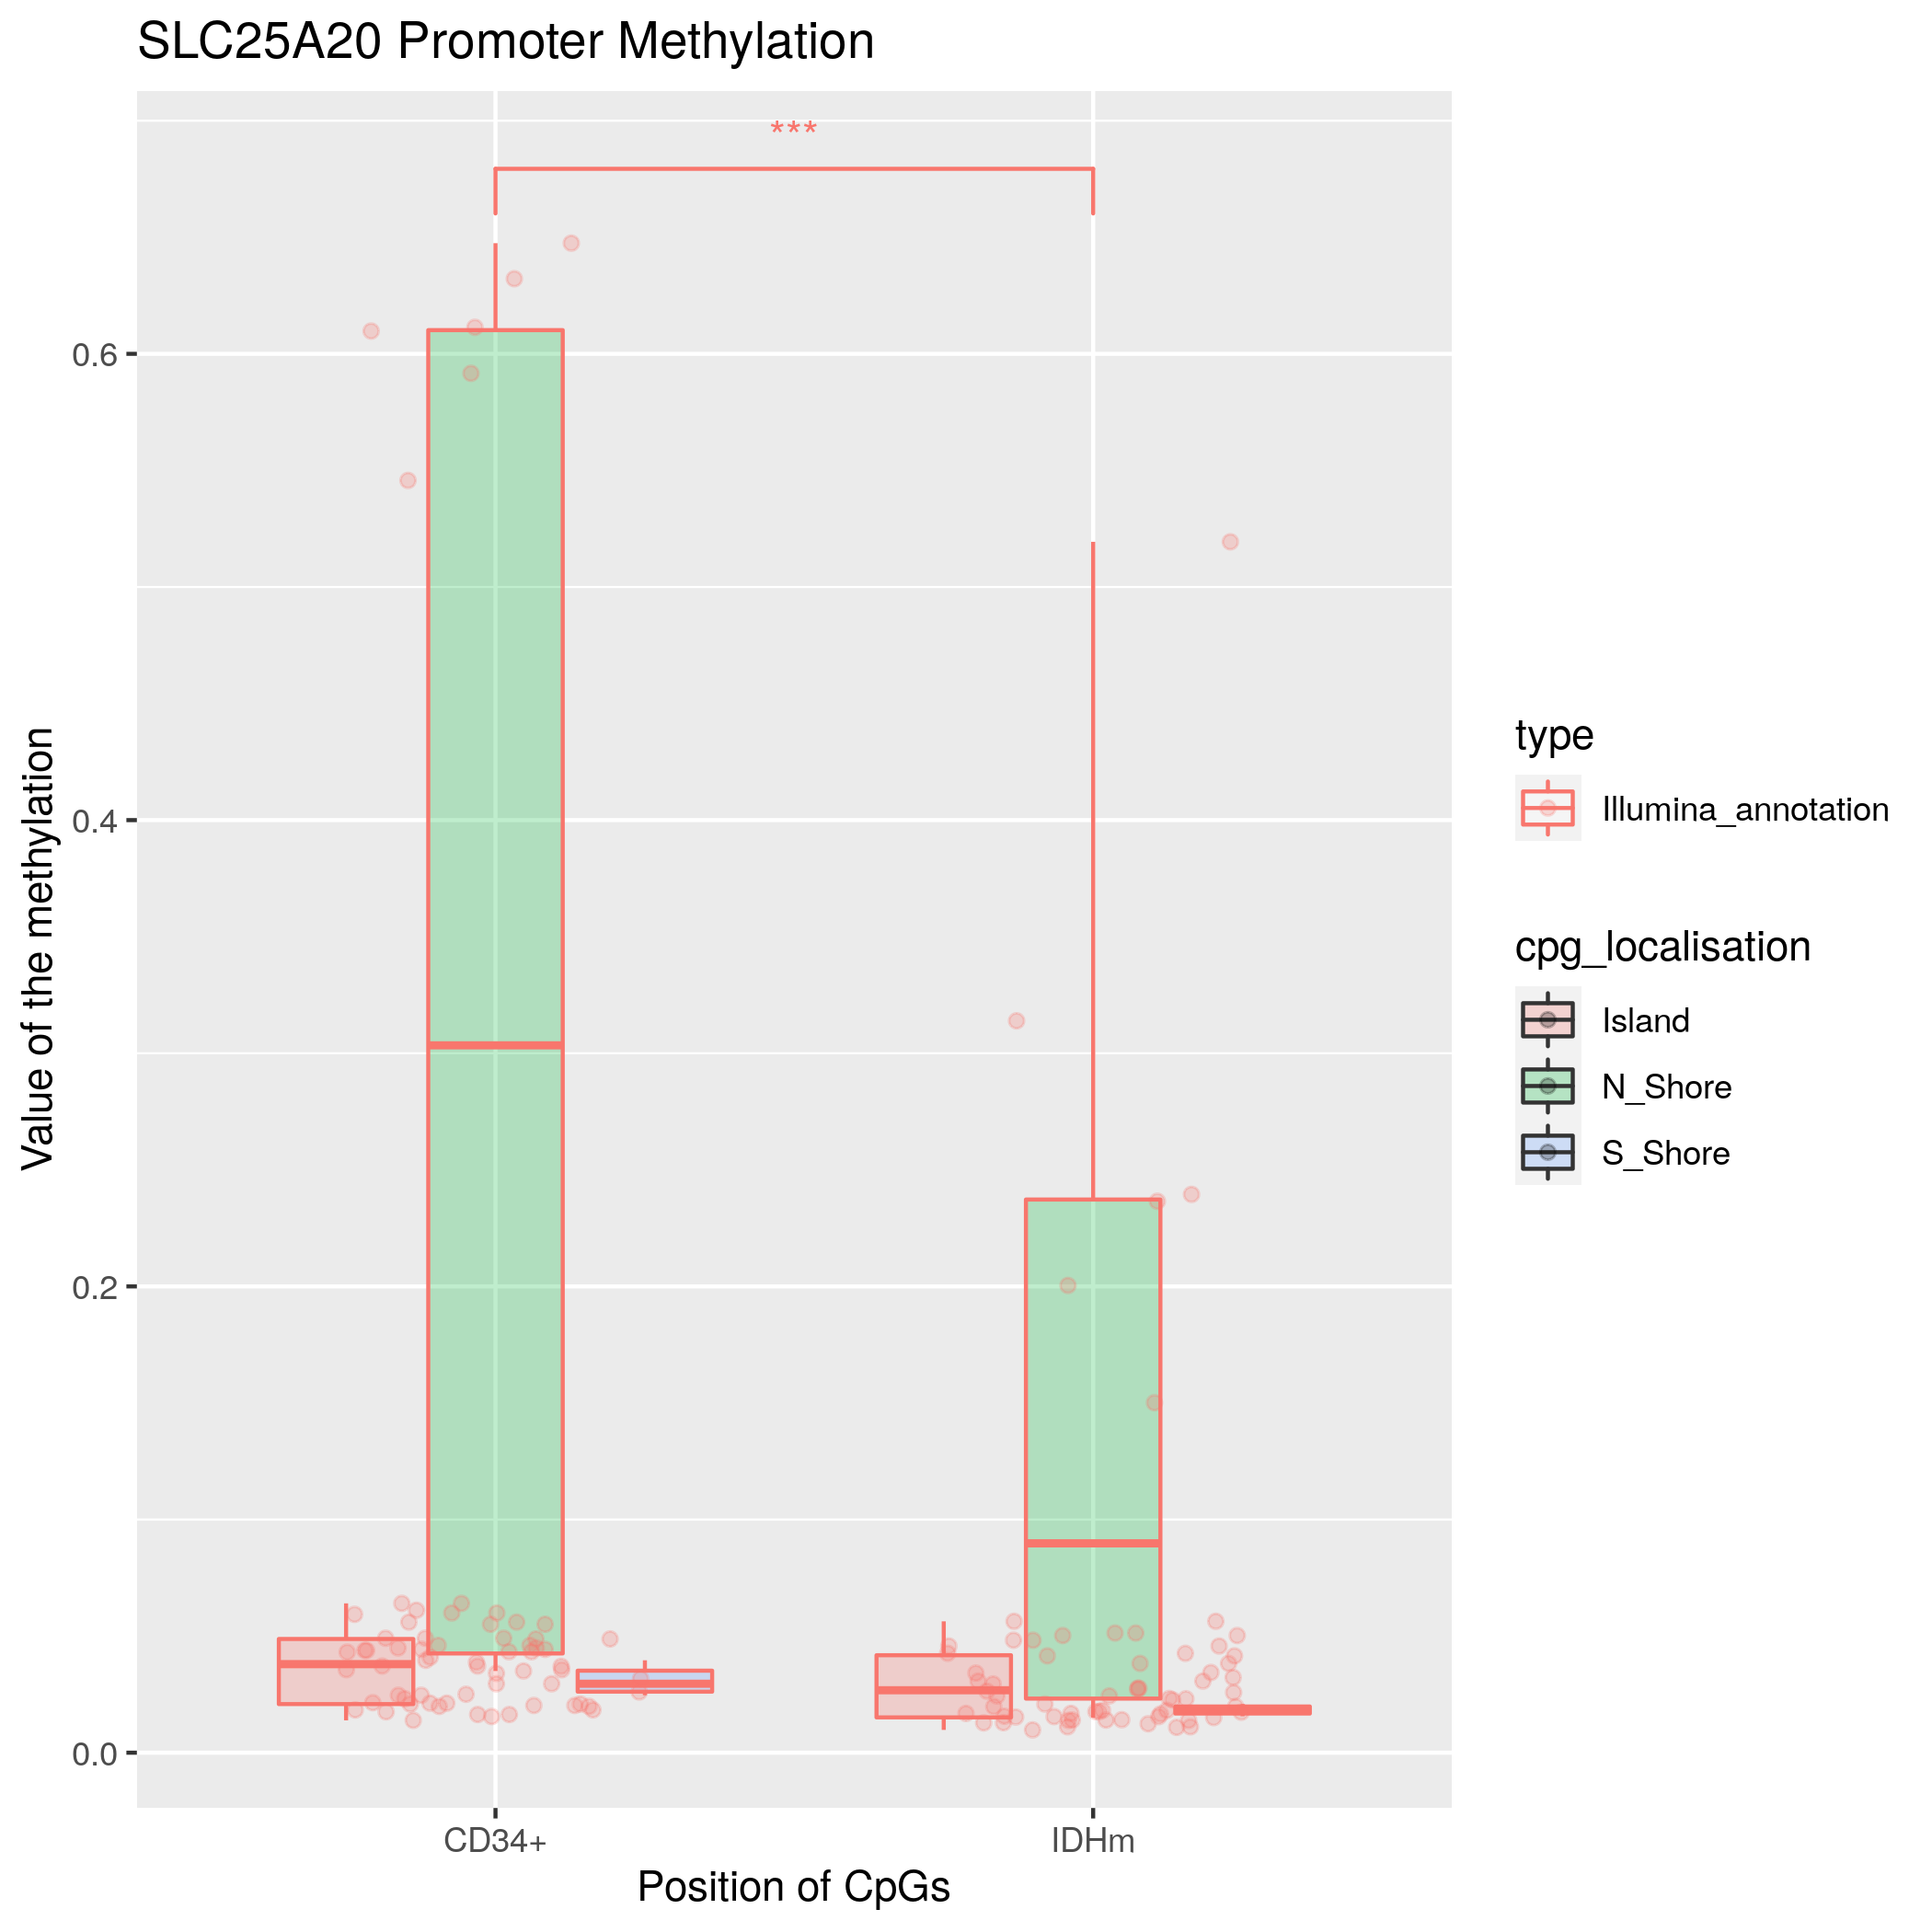 SLC25A20 Promoter Methylation
***
0.6
0.4
0.2
0.0
Value of the methylation
CD34+
IDHm
Position of CpGs
type
Illumina_annotation
cpg_localisation
Island
N_Shore
S_Shore